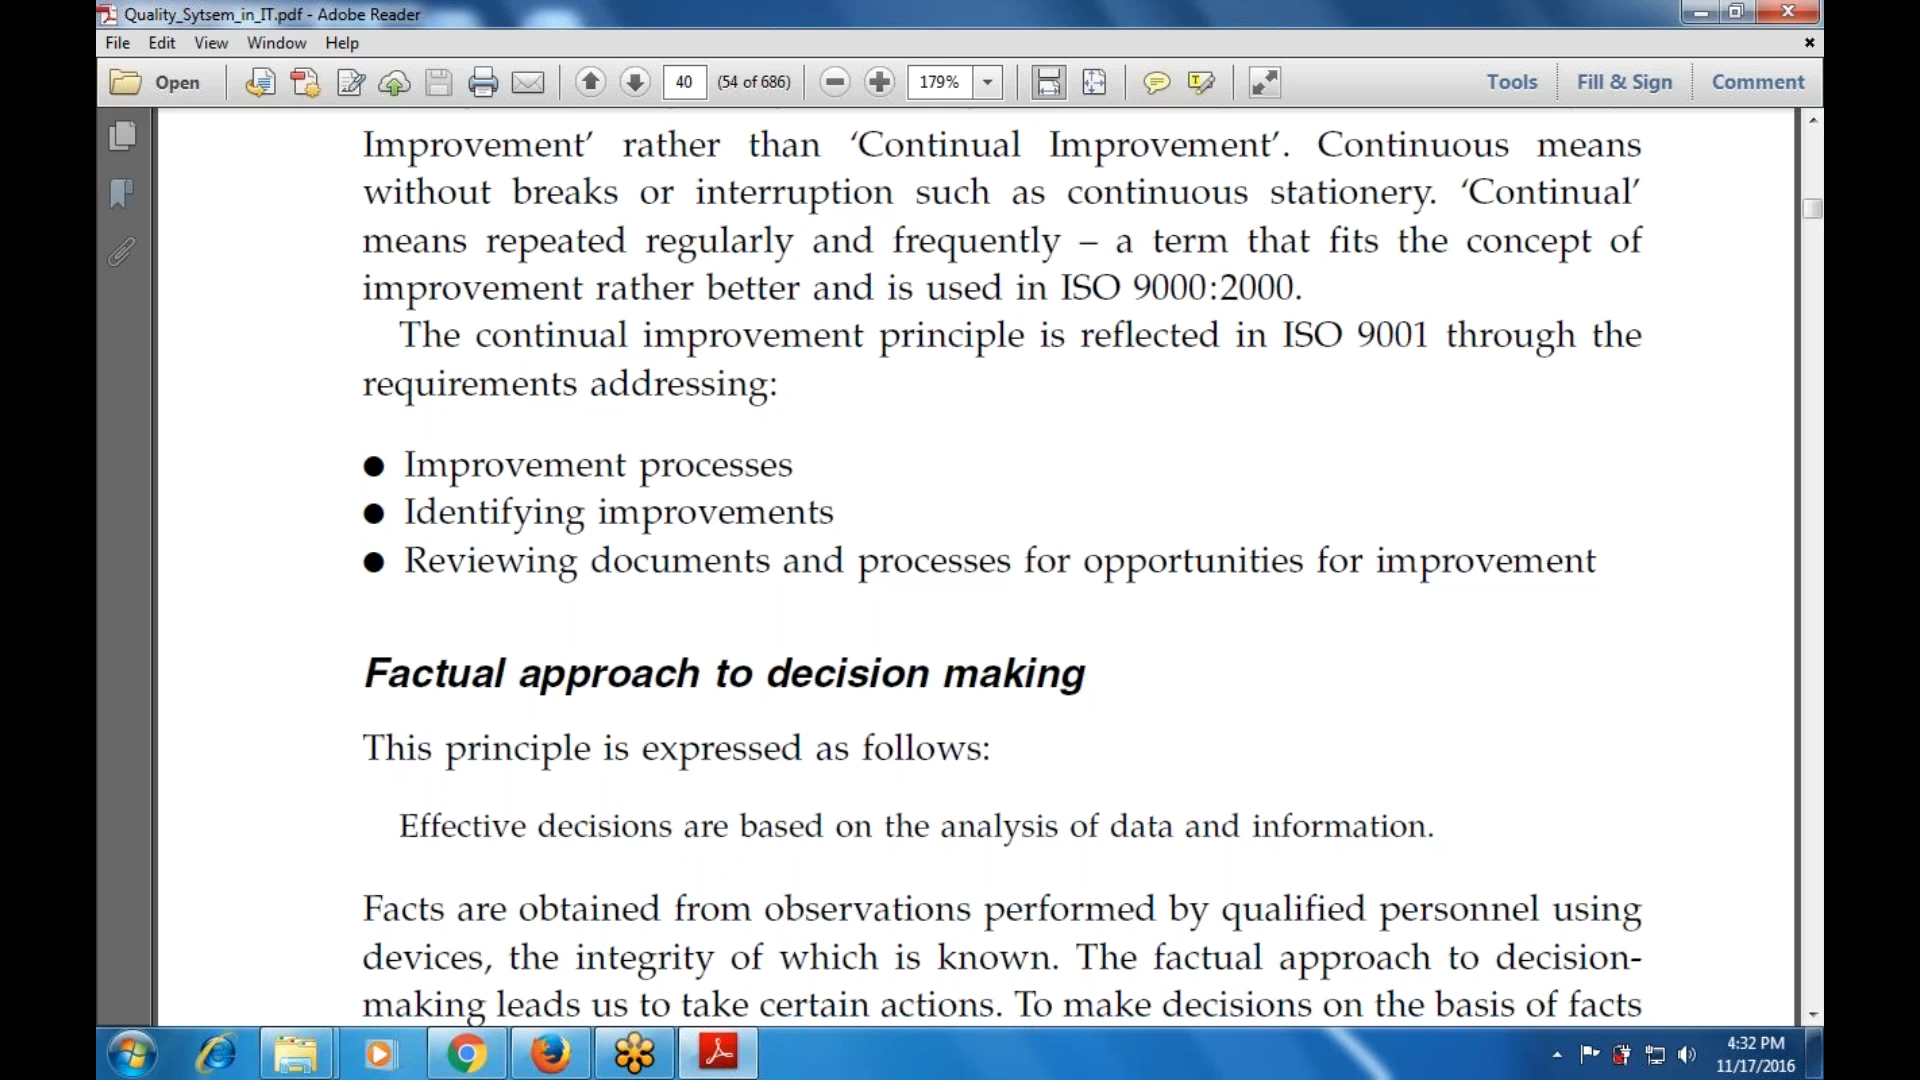 Quality_Sytsem_in_IT.pdf - Adobe Reader
File Edit View Window Help
Open 40 (54 of 686) 179% Tools Fill & Sign Comment
Improvement’ rather than ‘Continual Improvement’. Continuous means
without breaks or interruption such as continuous stationery. ‘Continual’
means repeated regularly and frequently – a term that fits the concept of
improvement rather better and is used in ISO 9000:2000.
The continual improvement principle is reflected in ISO 9001 through the
requirements addressing:
● Improvement processes
● Identifying improvements
● Reviewing documents and processes for opportunities for improvement
Factual approach to decision making
This principle is expressed as follows:
Effective decisions are based on the analysis of data and information.
Facts are obtained from observations performed by qualified personnel using
devices, the integrity of which is known. The factual approach to decision-
making leads us to take certain actions. To make decisions on the basis of facts
4:32 PM
11/17/2016